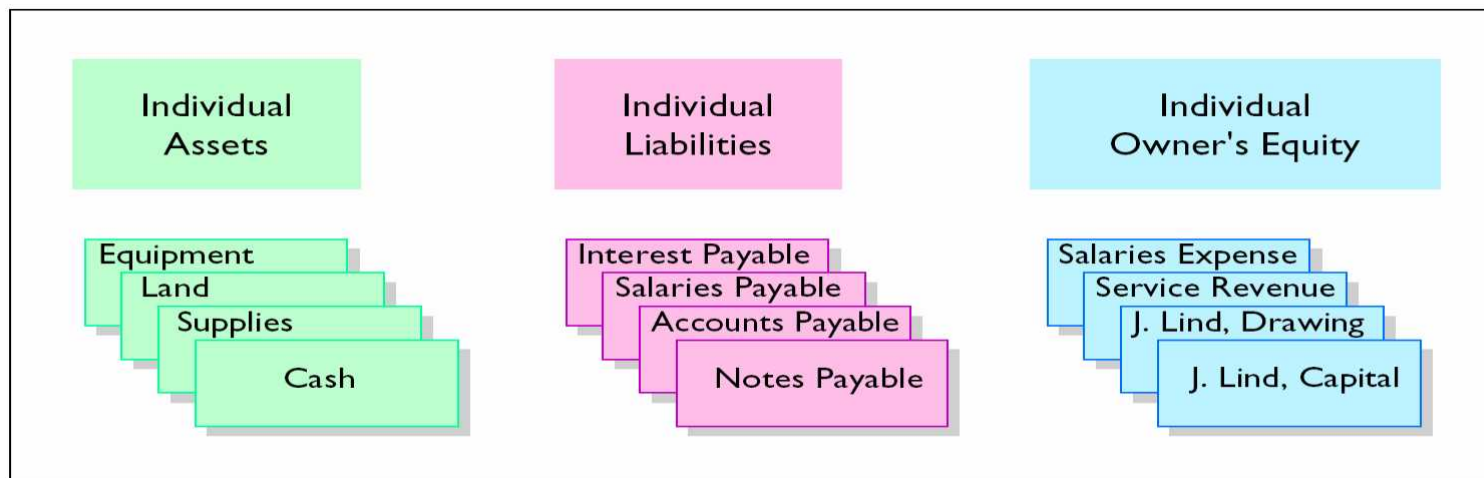 Individual
Assets
Individual
Liabilities
Individual
Owner's Equity
Equipment
Land
Supplies
Cash
Interest Payable
Salaries Payable
Accounts Payable
Notes Payable
Salaries Expense
Service Revenue
J. Lind, Drawing
J. Lind, Capital